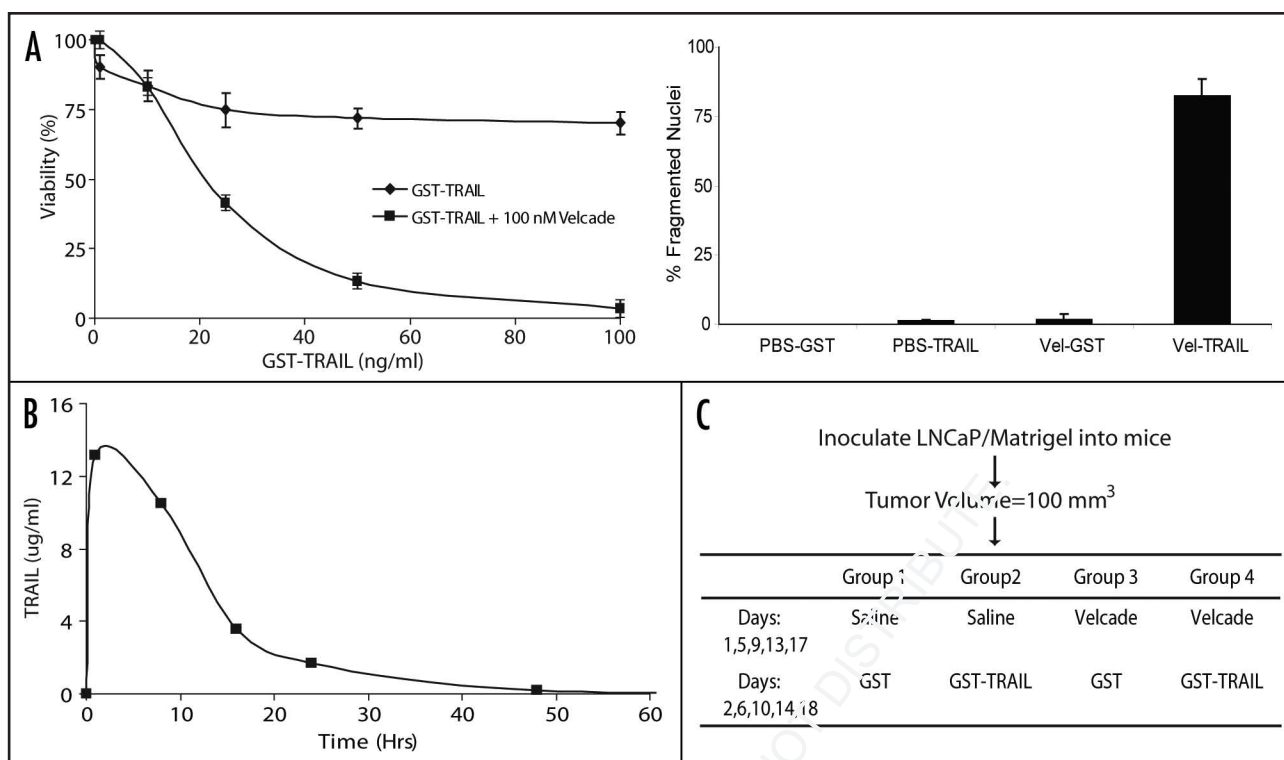 A
100
75
50
25
0
Viability (%)
GST-TRAIL
GST-TRAIL + 100 nM Velcade
0 20 40 60 80 100
GST-TRAIL (ng/ml)
100
75
50
25
0
% Fragmented Nuclei
PBS-GST PBS-TRAIL Vel-GST Vel-TRAIL
B
16
12
8
4
0
TRAIL (ug/ml)
0 10 20 30 40 50 60
Time (Hrs)
C
Inoculate LNCaP/Matrigel into mice
Tumor Volume=100 mm³
Group 1 Group2 Group 3 Group 4
Days: Saline Saline Velcade Velcade
1,5,9,13,17
Days: GST GST-TRAIL GST GST-TRAIL
2,6,10,14,18
NOT DISTRIBUTE